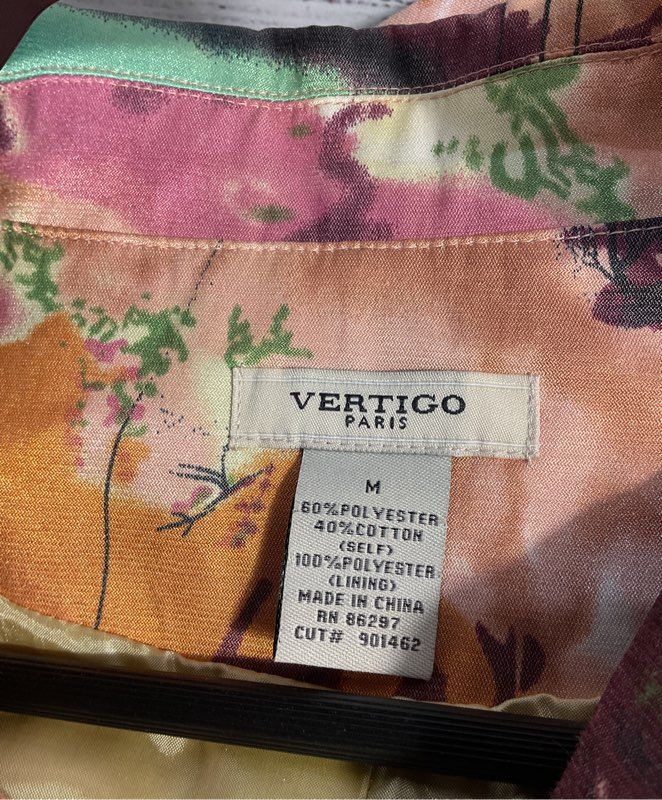 VERTIGO
PARIS
M
60%POLYESTER
40%COTTON
(SELF)
100%POLYESTER
(LINING)
MADE IN CHINA
RN 86297
CUT# 901462